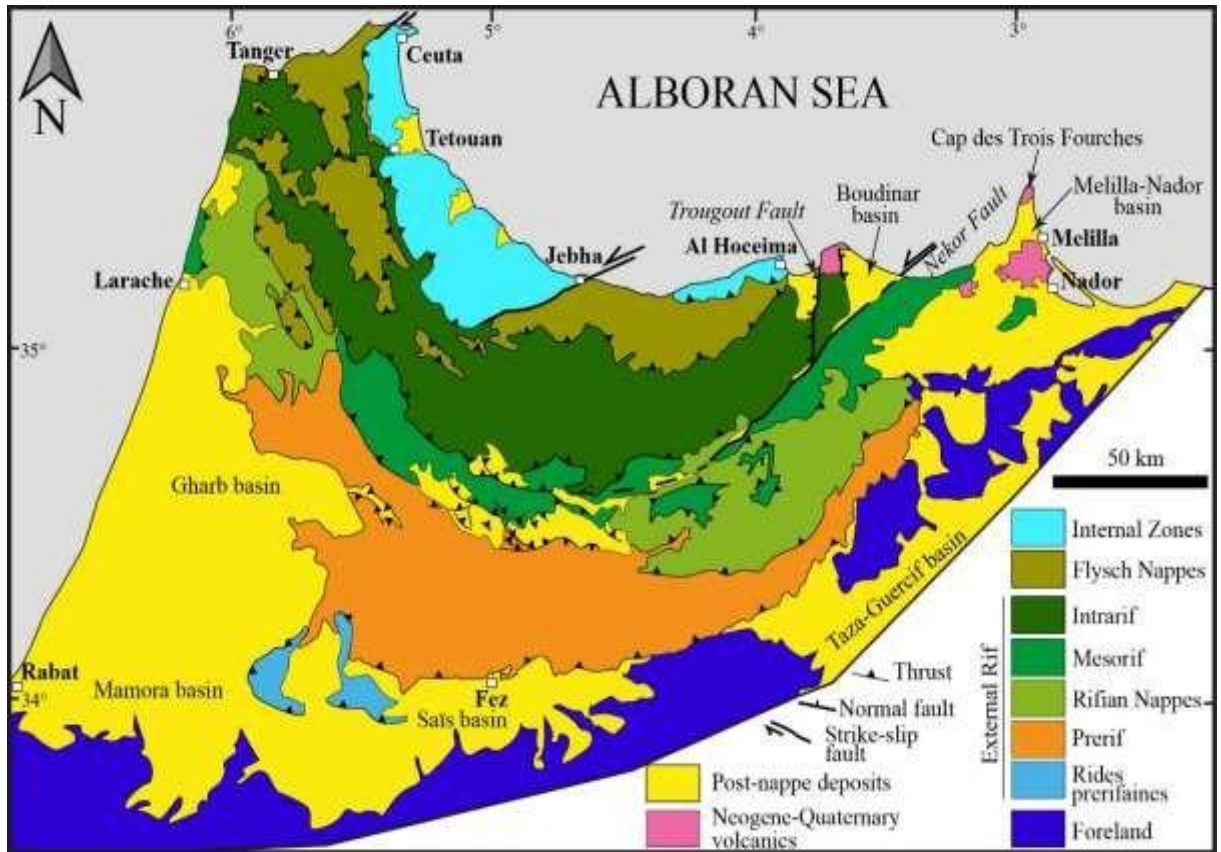 6°
5°
4°
3°
Tanger
Ceuta
N
ALBORAN SEA
Tetouan
Cap des Trois Fourches
Boudinar
basin
Melilla-Nador
basin
Trougout Fault
Nekor Fault
Jebha
Al Hoceima
Melilla
Larache
Nador
35°
50 km
Gharb basin
Taza-Guercif basin
Rabat
34°
Mamora basin
Fez
Saïs basin
Thrust
Normal fault
Strike-slip
fault
Post-nappe deposits
Neogene-Quaternary
volcanics
Internal Zones
Flysch Nappes
External Rif
Intrarif
Mesorif
Rifian Nappes
Prerif
Rides
prerifaines
Foreland